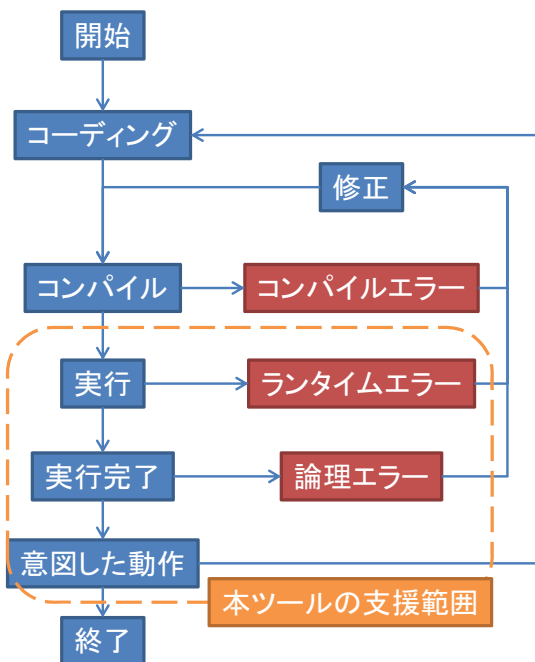 開始
コーディング
修正
コンパイル
コンパイルエラー
実行
ランタイムエラー
実行完了
論理エラー
意図した動作
本ツールの支援範囲
終了